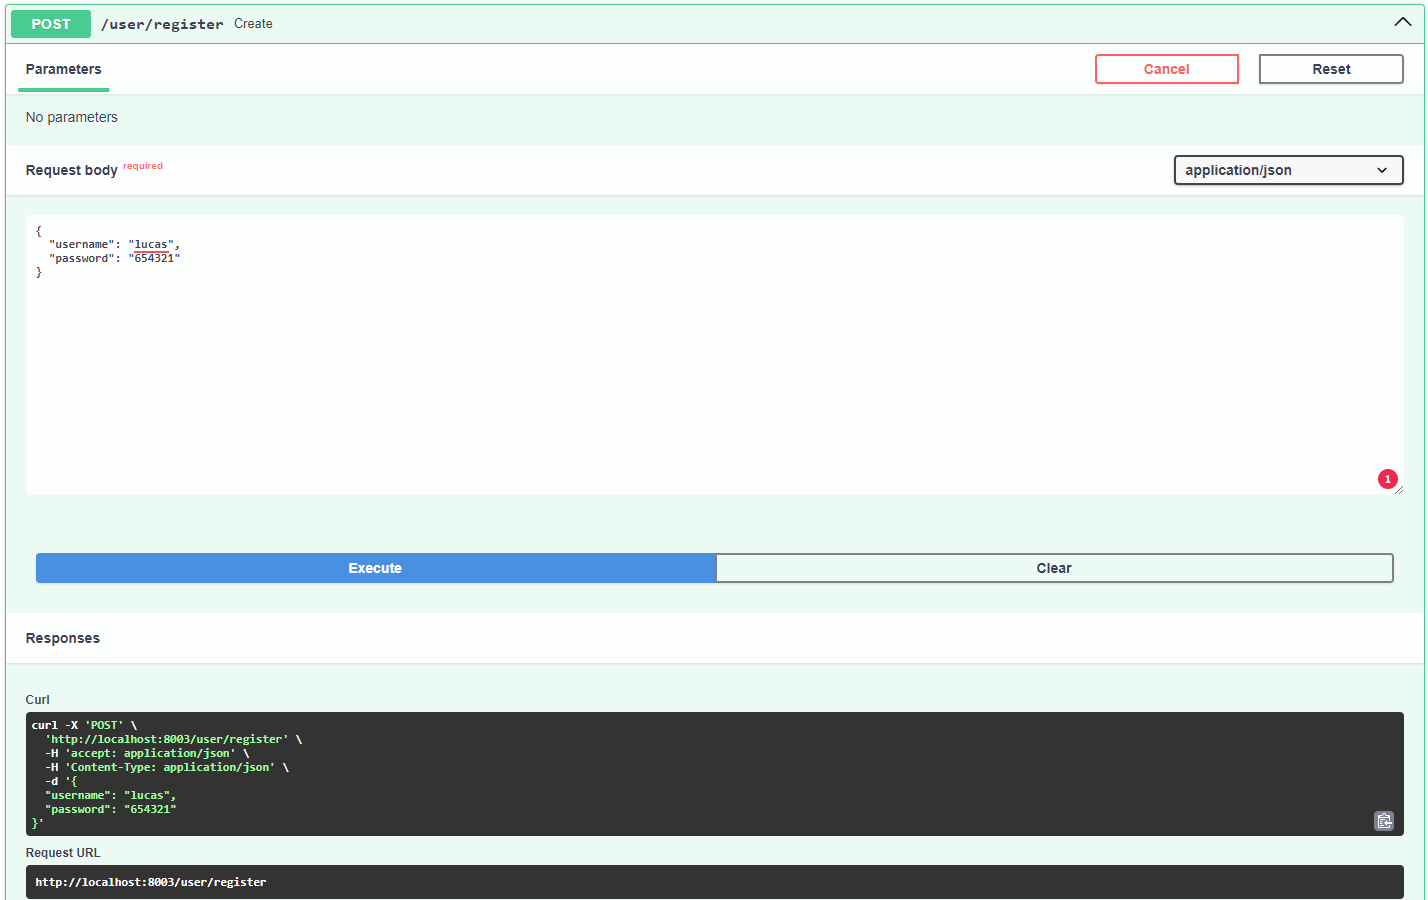 POST /user/register Create
Parameters
Cancel
Reset
No parameters
Request body required
application/json
{
  "username": "lucas",
  "password": "654321"
}
1
Execute
Clear
Responses
Curl
curl -X 'POST' \
  'http://localhost:8003/user/register' \
  -H 'accept: application/json' \
  -H 'Content-Type: application/json' \
  -d '{
  "username": "lucas",
  "password": "654321"
}'
Request URL
http://localhost:8003/user/register